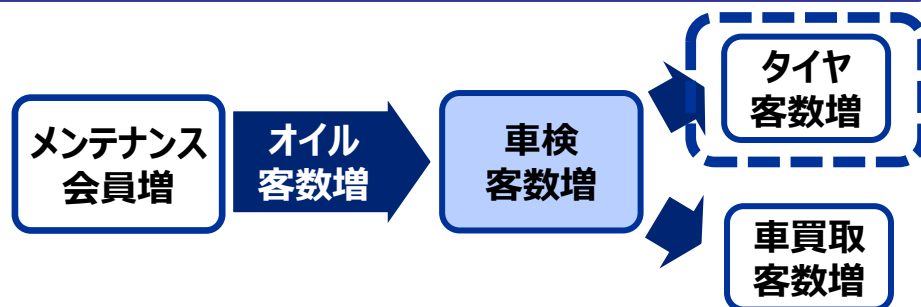 メンテナンス
会員増
オイル
客数増
車検
客数増
タイヤ
客数増
車買取
客数増